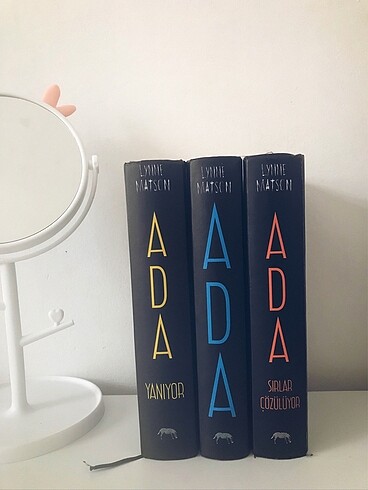 LYNNE
MATSON
ADA
YANIYOR
LYNNE
MATSON
ADA
LYNNE
MATSON
ADA
SIRLAR
ÇÖZÜLÜYOR